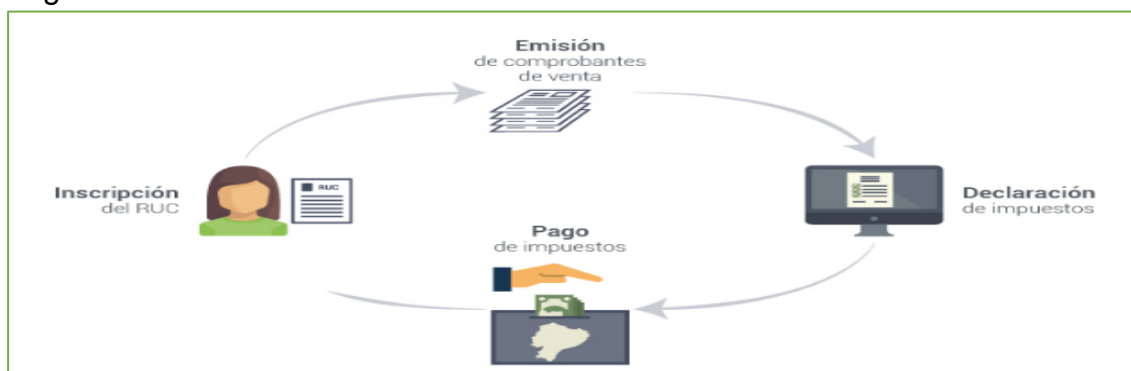 Emisión
de comprobantes
de venta
Inscripción
del RUC
RUC
Declaración
de impuestos
Pago
de impuestos